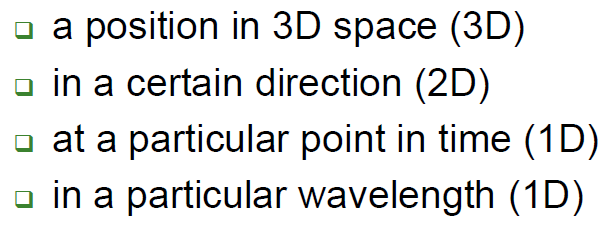 a position in 3D space (3D)
in a certain direction (2D)
at a particular point in time (1D)
in a particular wavelength (1D)